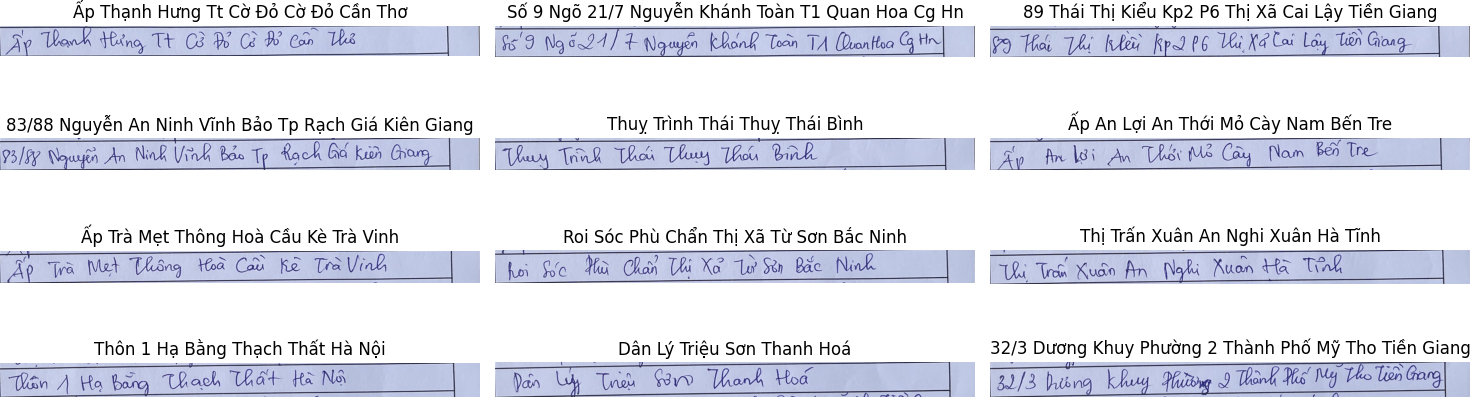 Ấp Thạnh Hưng Tt Cờ Đỏ Cờ Đỏ Cần Thơ
Ấp Thạnh Hưng Tt Cờ Đỏ Cờ Đỏ Cần Thơ
Số 9 Ngõ 21/7 Nguyễn Khánh Toàn T1 Quan Hoa Cg Hn
Số 9 Ngõ 21/7 Nguyễn Khánh Toàn T1 Quan Hoa Cg Hn
89 Thái Thị Kiểu Kp2 P6 Thị Xã Cai Lậy Tiền Giang
89 Thái Thị Kiểu Kp2 P6 Thị Xã Cai Lậy Tiền Giang
83/88 Nguyễn An Ninh Vĩnh Bảo Tp Rạch Giá Kiên Giang
83/88 Nguyễn An Ninh Vĩnh Bảo Tp Rạch Giá Kiên Giang
Thuỵ Trình Thái Thuỵ Thái Bình
Thuỵ Trình Thái Thuỵ Thái Bình
Ấp An Lợi An Thới Mỏ Cày Nam Bến Tre
Ấp An Lợi An Thới Mỏ Cày Nam Bến Tre
Ấp Trà Mẹt Thông Hoà Cầu Kè Trà Vinh
Ấp Trà Mẹt Thông Hoà Cầu Kè Trà Vinh
Roi Sóc Phù Chẩn Thị Xã Từ Sơn Bắc Ninh
Roi Sóc Phù Chẩn Thị Xã Từ Sơn Bắc Ninh
Thị Trấn Xuân An Nghi Xuân Hà Tĩnh
Thị Trấn Xuân An Nghi Xuân Hà Tĩnh
Thôn 1 Hạ Bằng Thạch Thất Hà Nội
Thôn 1 Hạ Bằng Thạch Thất Hà Nội
Dân Lý Triệu Sơn Thanh Hoá
Dân Lý Triệu Sơn Thanh Hoá
32/3 Dương Khuy Phường 2 Thành Phố Mỹ Tho Tiền Giang
32/3 Dương Khuy Phường 2 Thành Phố Mỹ Tho Tiền Giang